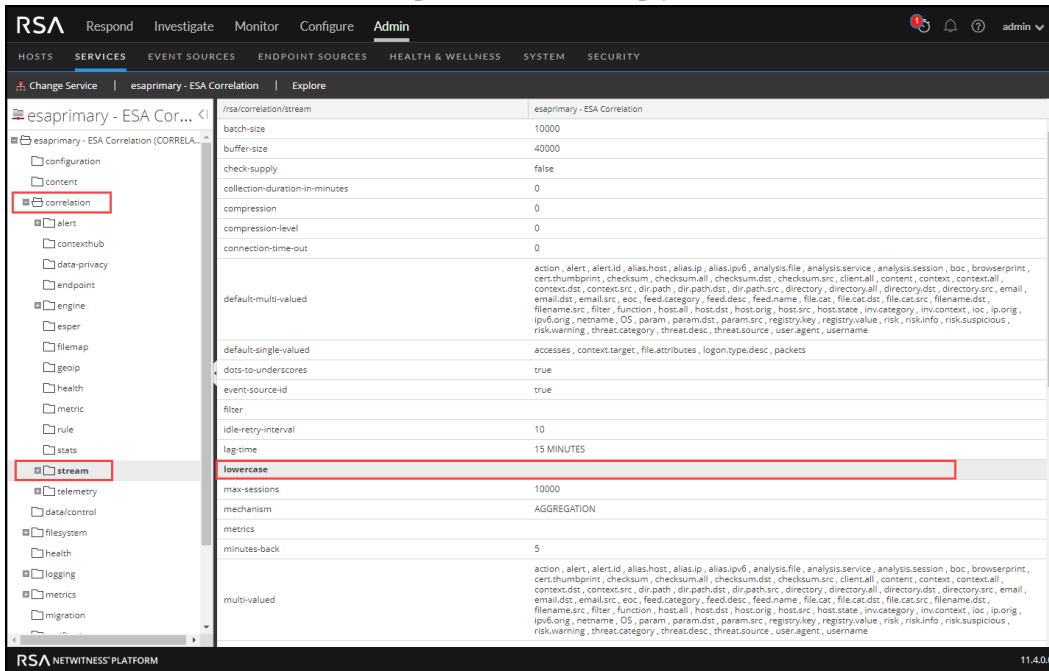 RSA Respond Investigate Monitor Configure Admin 1 admin
HOSTS SERVICES EVENT SOURCES ENDPOINT SOURCES HEALTH & WELLNESS SYSTEM SECURITY
Change Service | esaprimary - ESA Correlation | Explore
esaprimary - ESA Cor...
esaprimary - ESA Correlation (CORRELA...
configuration
content
correlation
alert
contexthub
data-privacy
endpoint
engine
esper
filemap
geoip
health
metric
rule
stats
stream
telemetry
data/control
filesystem
health
logging
metrics
migration
/rsa/correlation/stream esaprimary - ESA Correlation
batch-size 10000
buffer-size 40000
check-supply false
collection-duration-in-minutes 0
compression 0
compression-level 0
connection-time-out 0
default-multi-valued
action , alert , alert.id , alias.host , alias.ip , alias.ipv6 , analysis.file , analysis.service , analysis.session , boc , browserprint ,
cert.thumbprint , checksum , checksum.all , checksum.dst , checksum.src , client.all , content , context , context.all ,
context.dst , context.src , dir.path , dir.path.dst , dir.path.src , directory , directory.all , directory.dst , directory.src , email ,
email.dst , email.src , eoc , feed.category , feed.desc , feed.name , file.cat , file.cat.dst , file.cat.src , filename.dst ,
filename.src , filter , function , host.all , host.dst , host.orig , host.src , host.state , inv.category , inv.context , ioc , ip.orig ,
ipv6.orig , netname , OS , param , param.dst , param.src , registry.key , registry.value , risk , risk.info , risk.suspicious ,
risk.warning , threat.category , threat.desc , threat.source , user.agent , username
default-single-valued accesses , context.target , file.attributes , logon.type.desc , packets
dots-to-underscores true
event-source-id true
filter
idle-retry-interval 10
lag-time 15 MINUTES
lowercase
max-sessions 10000
mechanism AGGREGATION
metrics
minutes-back 5
multi-valued
action , alert , alert.id , alias.host , alias.ip , alias.ipv6 , analysis.file , analysis.service , analysis.session , boc , browserprint ,
cert.thumbprint , checksum , checksum.all , checksum.dst , checksum.src , client.all , content , context , context.all ,
context.dst , context.src , dir.path , dir.path.dst , dir.path.src , directory , directory.all , directory.dst , directory.src , email ,
email.dst , email.src , eoc , feed.category , feed.desc , feed.name , file.cat , file.cat.dst , file.cat.src , filename.dst ,
filename.src , filter , function , host.all , host.dst , host.orig , host.src , host.state , inv.category , inv.context , ioc , ip.orig ,
ipv6.orig , netname , OS , param , param.dst , param.src , registry.key , registry.value , risk , risk.info , risk.suspicious ,
risk.warning , threat.category , threat.desc , threat.source , user.agent , username
RSA NETWITNESS PLATFORM 11.4.0.